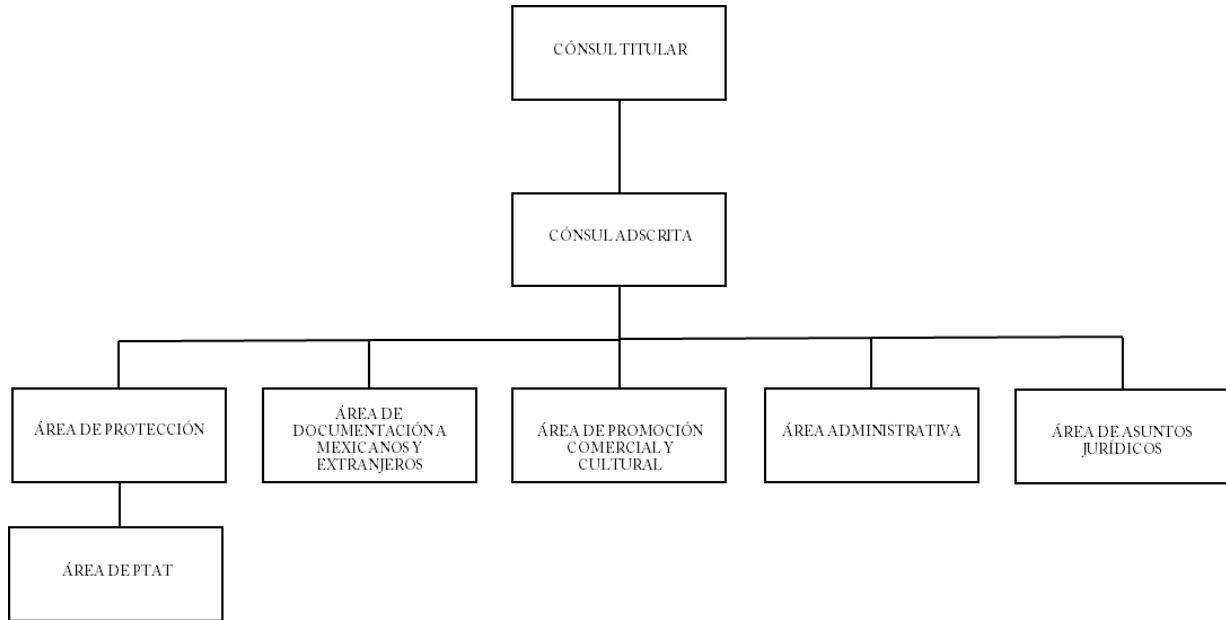 CÓNSUL TITULAR
CÓNSUL ADSCRITA
ÁREA DE PROTECCIÓN
ÁREA DE
DOCUMENTACIÓN A
MEXICANOS Y
EXTRANJEROS
ÁREA DE PROMOCIÓN
COMERCIAL Y
CULTURAL
ÁREA ADMINISTRATIVA
ÁREA DE ASUNTOS
JURÍDICOS
ÁREA DE PTAT